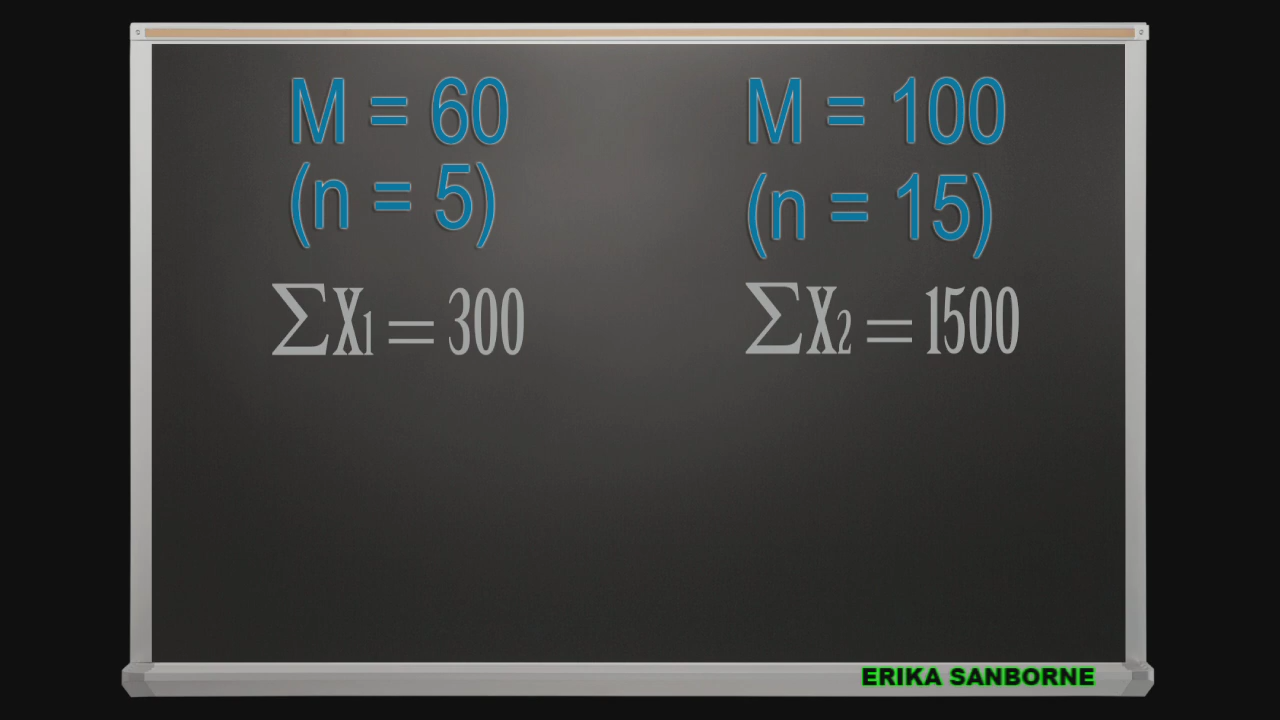 M = 60
(n = 5)
ΣX₁ = 300
M = 100
(n = 15)
ΣX₂ = 1500
ERIKA SANBORNE